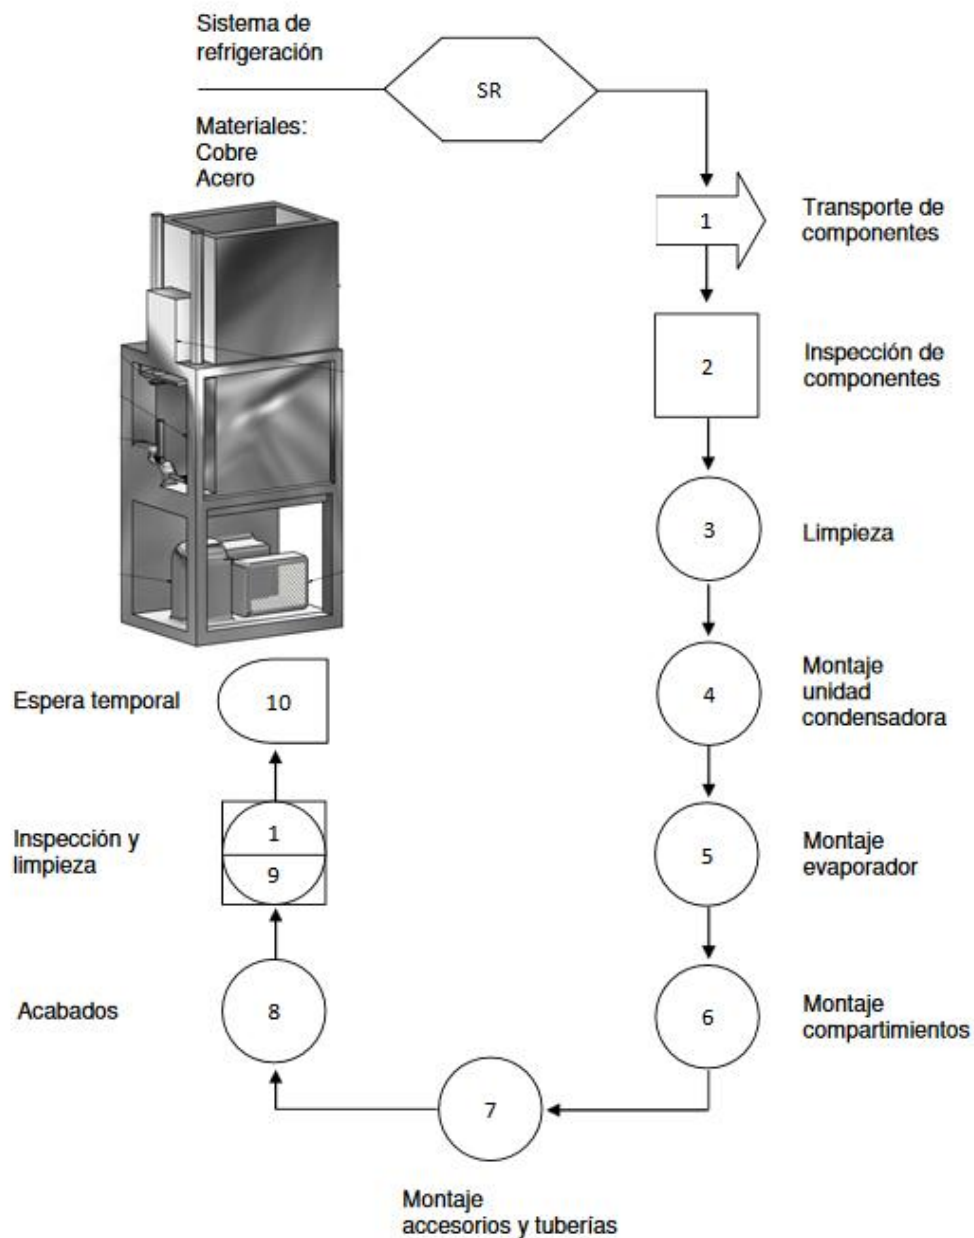 Sistema de
refrigeración
SR
Materiales:
Cobre
Acero
1
Transporte de
componentes
2
Inspección de
componentes
3
Limpieza
4
Montaje
unidad
condensadora
5
Montaje
evaporador
6
Montaje
compartimientos
7
Montaje
accesorios y tuberías
8
Acabados
1
9
Inspección y
limpieza
10
Espera temporal